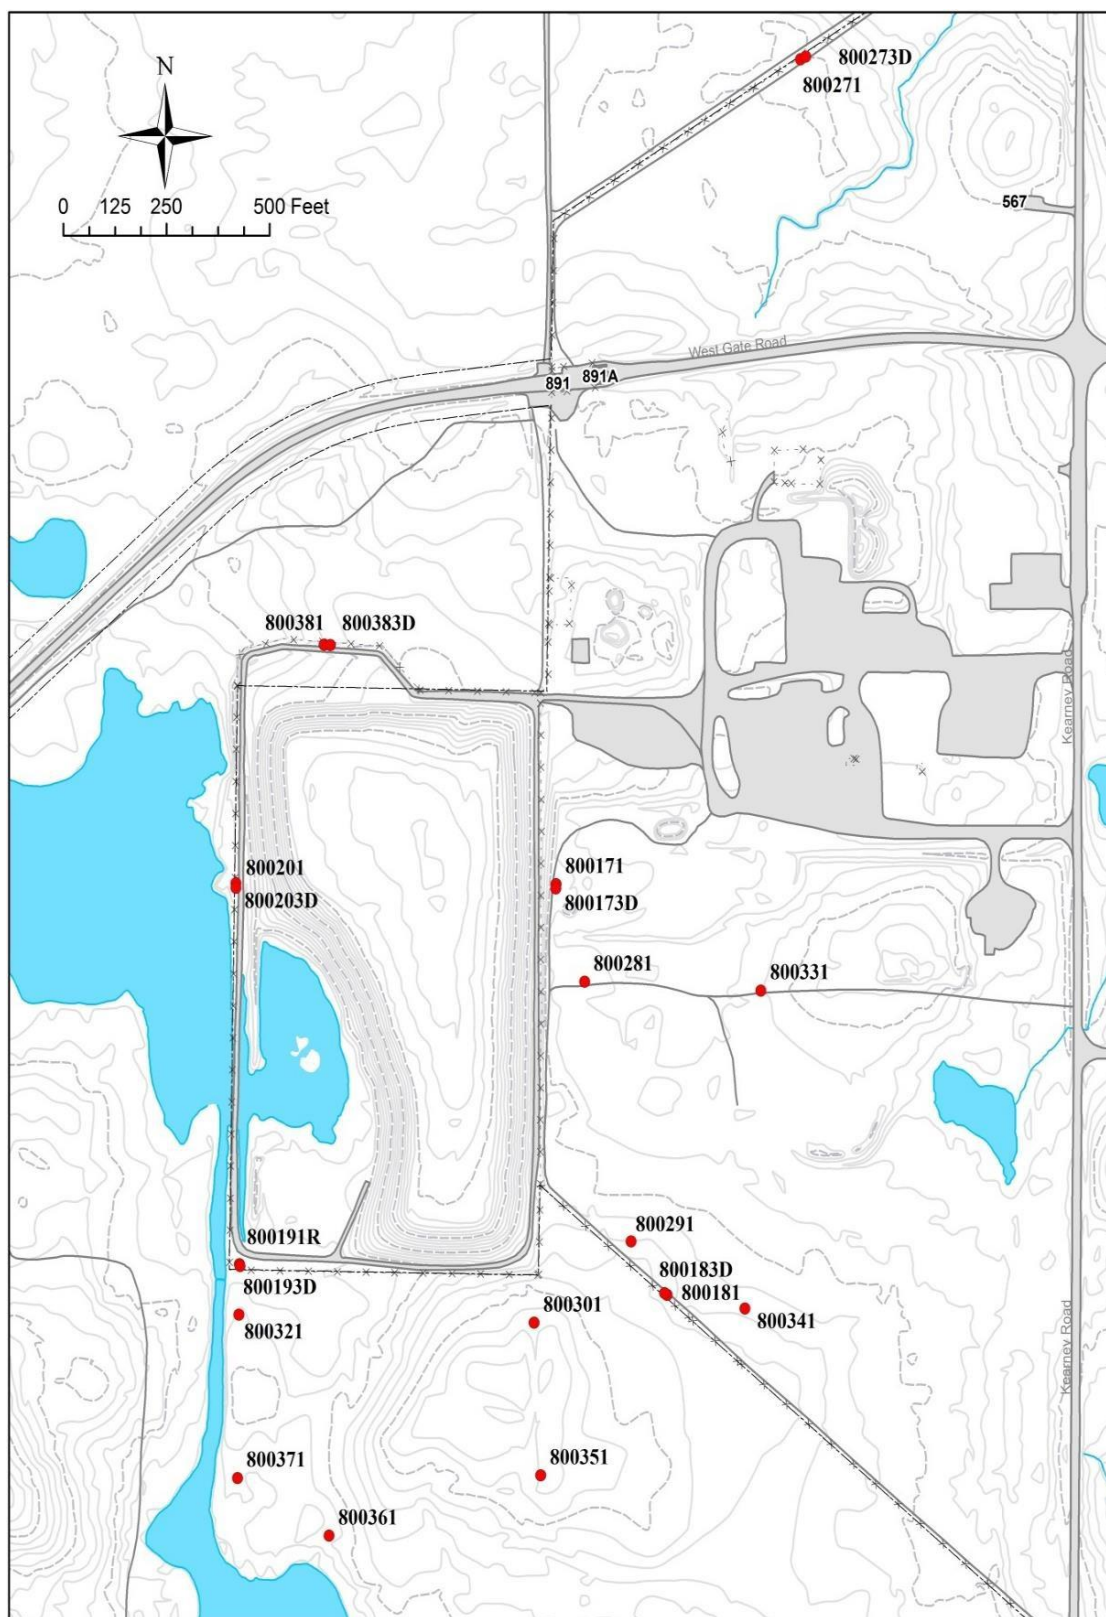 800273D
800271
N
0 125 250 500 Feet
567
West Gate Road
891 891A
800381 800383D
Kearney Road
800201
800203D
800171
800173D
800281
800331
800191R
800193D
800321
800291
800183D
800181
800341
800301
Kearney Road
800371
800351
800361